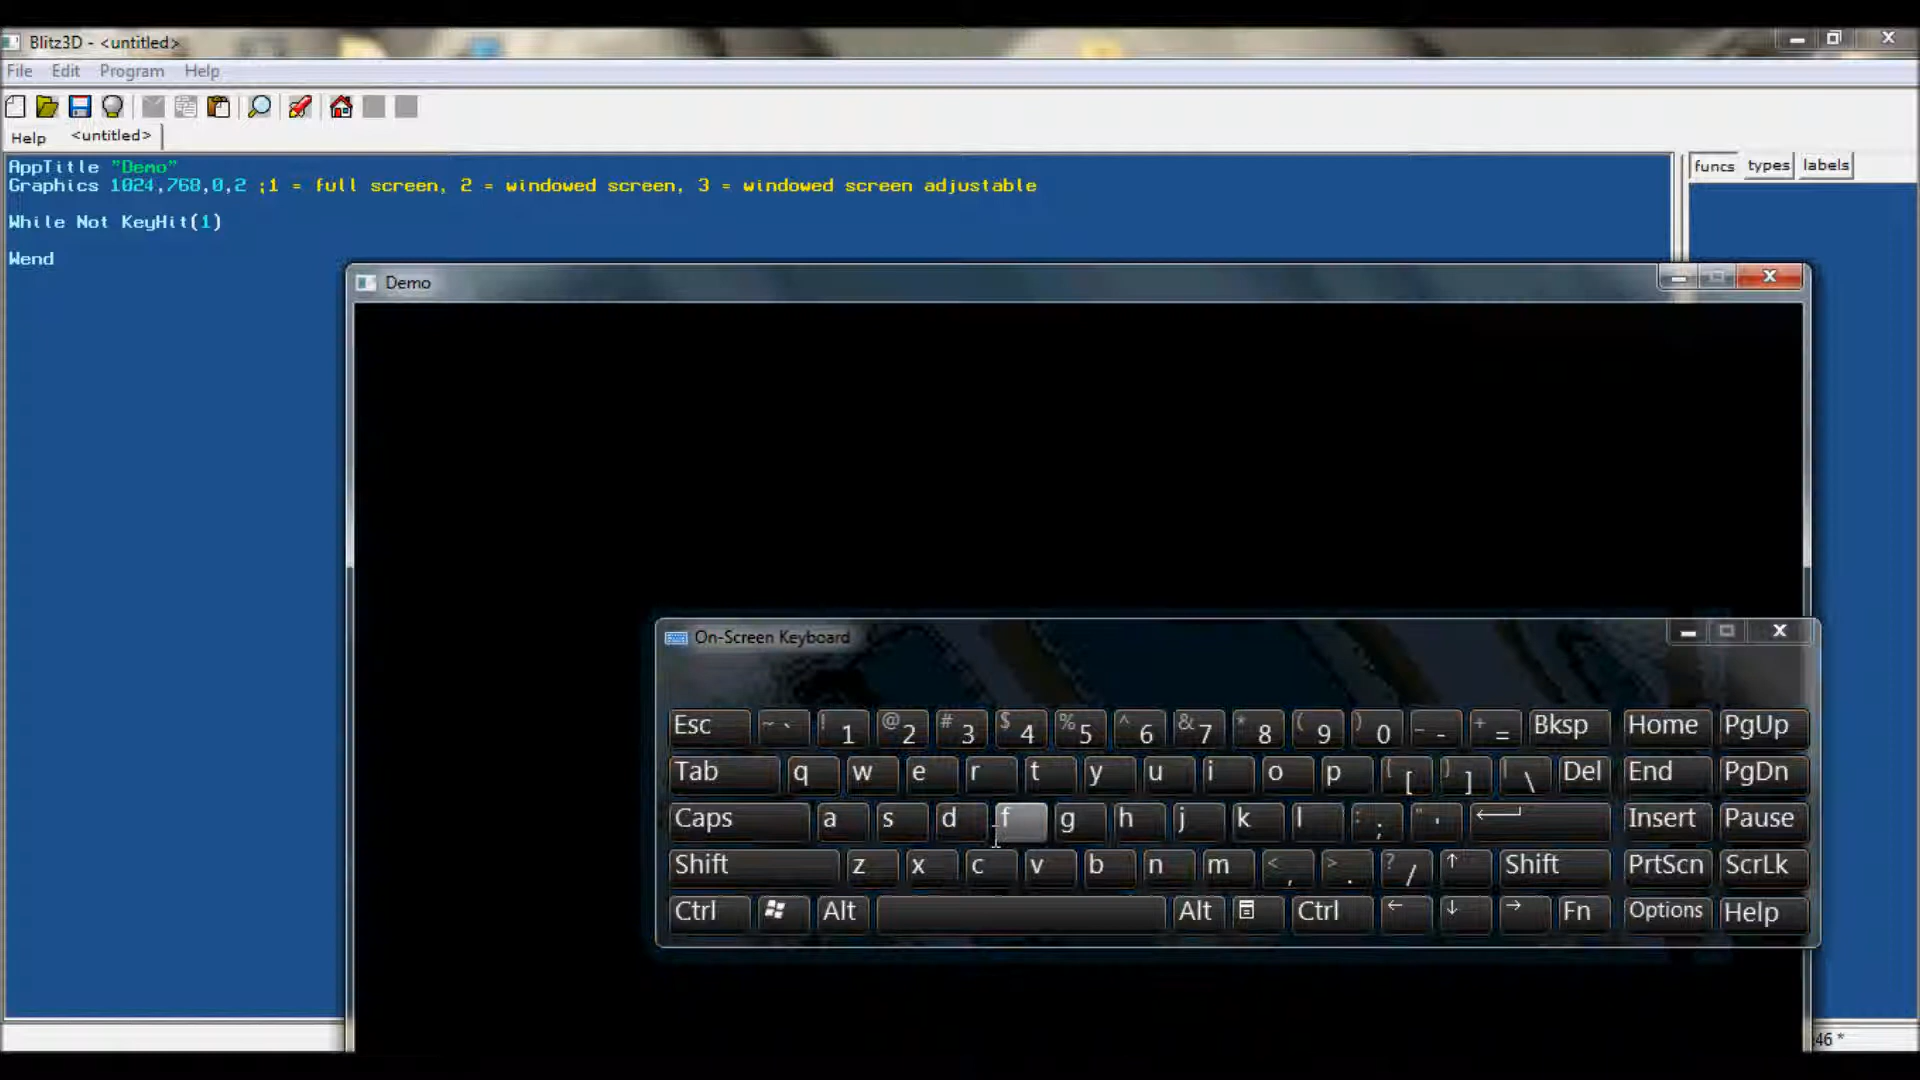 Blitz3D - <untitled>
File Edit Program Help
Help <untitled>
funcs types labels
AppTitle "Demo"
Graphics 1024,768,0,2 ;1 = full screen, 2 = windowed screen, 3 = windowed screen adjustable
While Not KeyHit(1)
Wend
Demo
On-Screen Keyboard
Esc ~ ` ! 1 @ 2 # 3 $ 4 % 5 ^ 6 & 7 * 8 ( 9 ) 0 _ - + = Bksp Home PgUp
Tab q w e r t y u i o p { [ } ] | \ Del End PgDn
Caps a s d f g h j k l : ; " ' Insert Pause
Shift z x c v b n m < , > . ? / ↑ Shift PrtScn ScrLk
Ctrl Alt Alt Ctrl ← ↓ → Fn Options Help
46 *